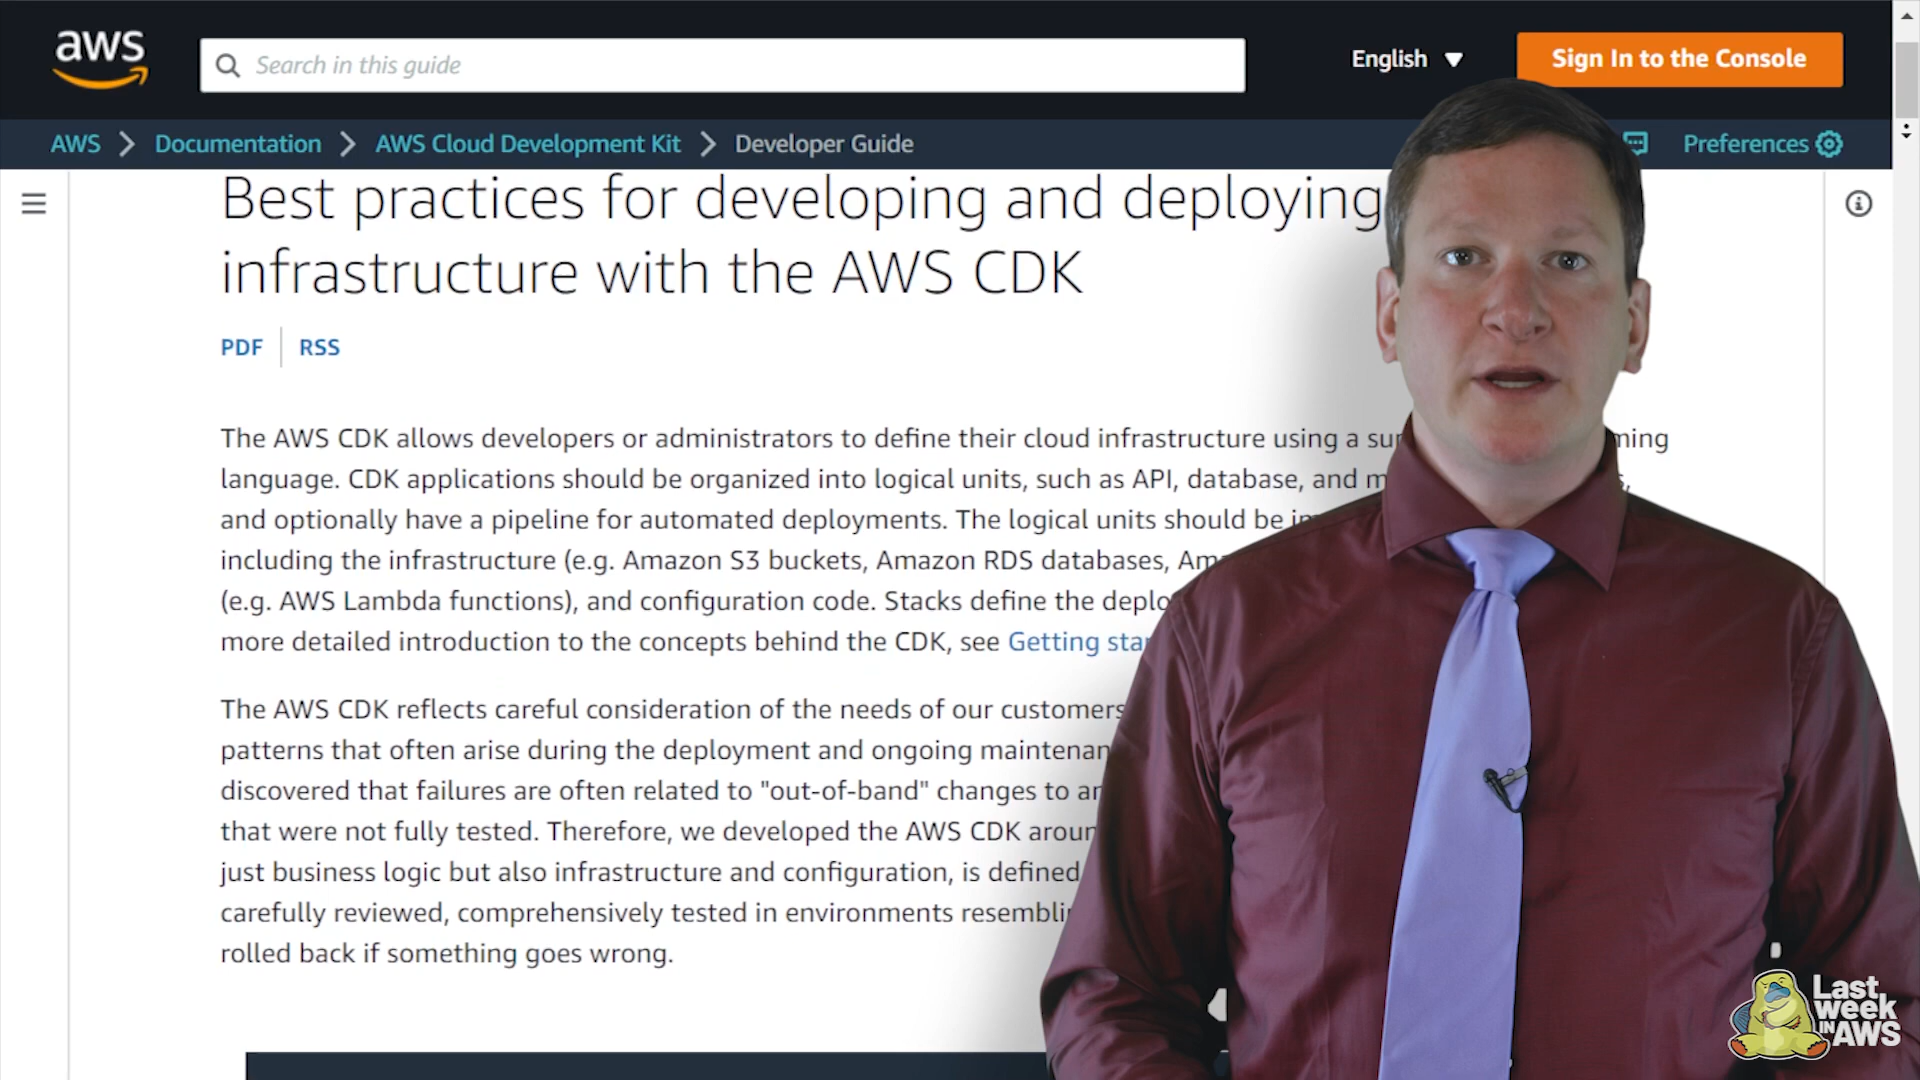 aws
Search in this guide
English
Sign In to the Console
AWS
Documentation
AWS Cloud Development Kit
Developer Guide
Preferences
Best practices for developing and deploying
infrastructure with the AWS CDK
PDF
RSS
The AWS CDK allows developers or administrators to define their cloud infrastructure using a
language. CDK applications should be organized into logical units, such as API, database, and
and optionally have a pipeline for automated deployments. The logical units should be
including the infrastructure (e.g. Amazon S3 buckets, Amazon RDS databases,
(e.g. AWS Lambda functions), and configuration code. Stacks define the
more detailed introduction to the concepts behind the CDK, see Getting
The AWS CDK reflects careful consideration of the needs of our customers
patterns that often arise during the deployment and ongoing
discovered that failures are often related to "out-of-band" changes to
that were not fully tested. Therefore, we developed the AWS CDK
just business logic but also infrastructure and configuration, is defined
carefully reviewed, comprehensively tested in environments
rolled back if something goes wrong.
Last
week
IN AWS